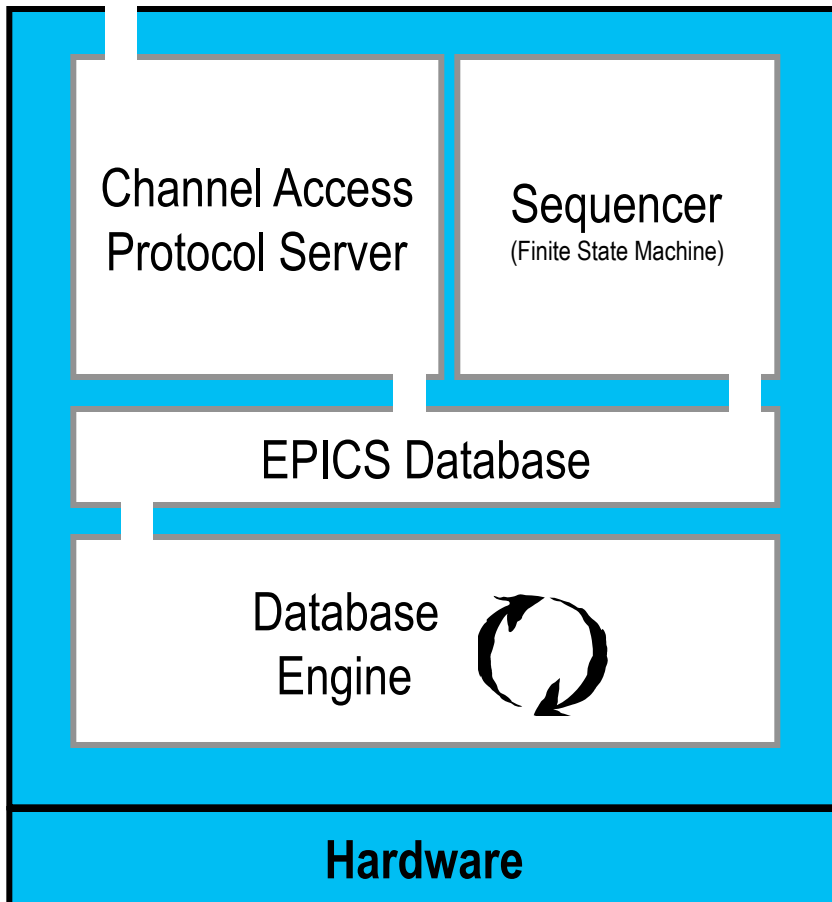 Channel Access
Protocol Server
Sequencer
(Finite State Machine)
EPICS Database
Database
Engine
Hardware